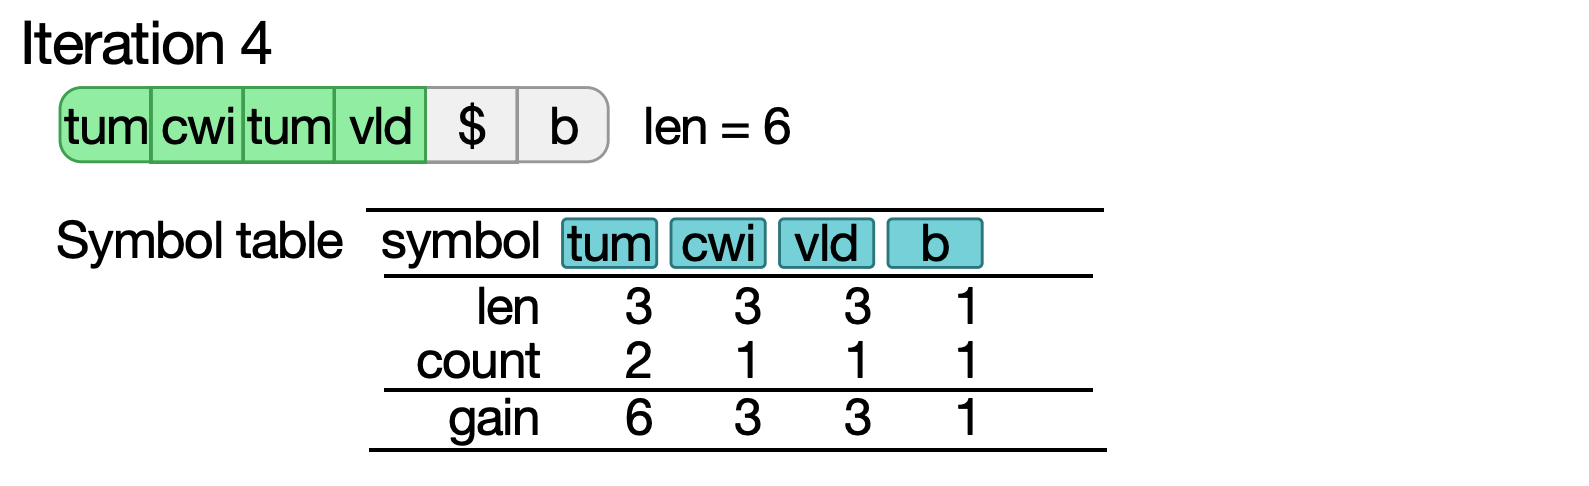 Iteration 4
tum cwi tum vld $ b len = 6
Symbol table symbol tum cwi vld b
len 3 3 3 1
count 2 1 1 1
gain 6 3 3 1